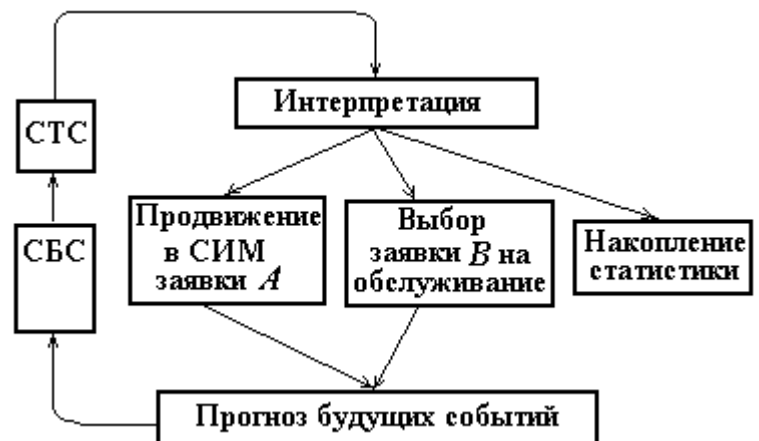 Интерпретация
СТС
Продвижение
в СИМ
заявки A
Выбор
заявки B на
обслуживание
Накопление
статистики
СБС
Прогноз будущих событий